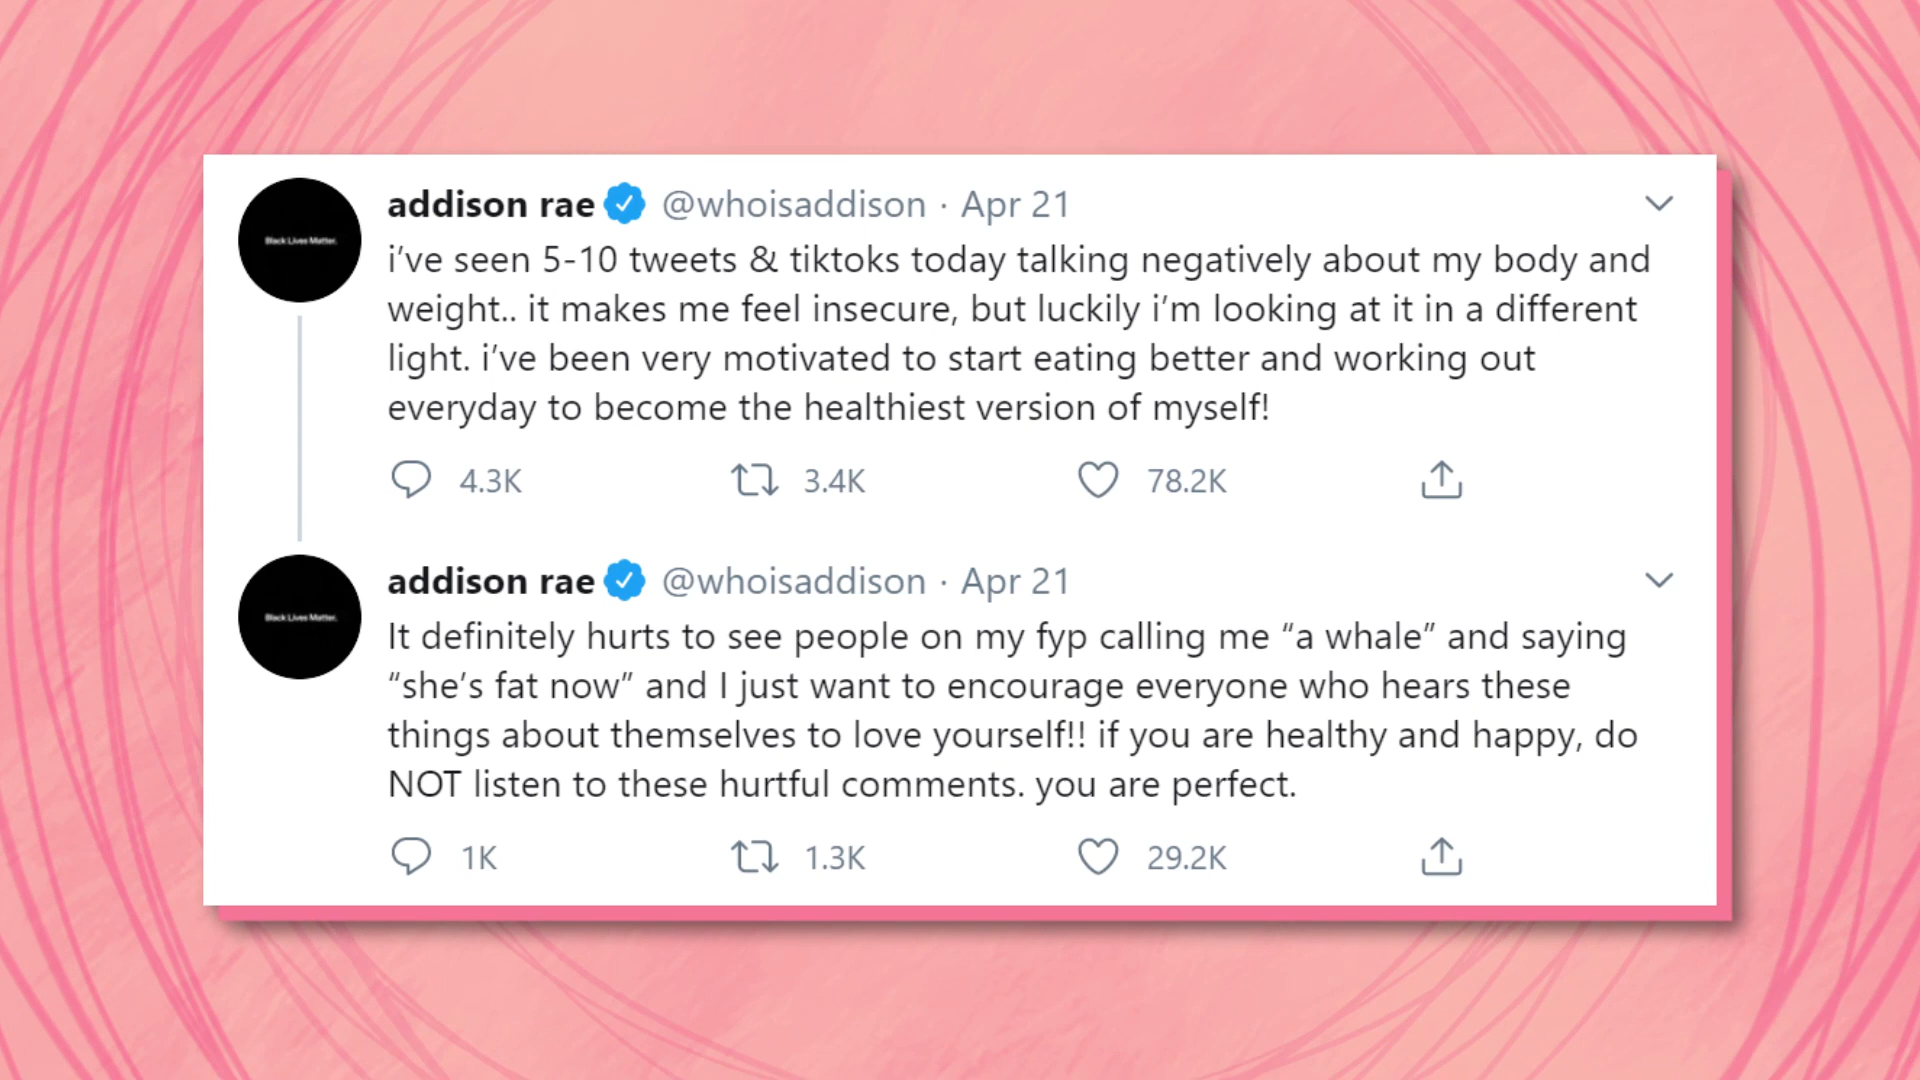 addison rae @whoisaddison · Apr 21
i’ve seen 5-10 tweets & tiktoks today talking negatively about my body and
weight.. it makes me feel insecure, but luckily i’m looking at it in a different
light. i’ve been very motivated to start eating better and working out
everyday to become the healthiest version of myself!
4.3K 3.4K 78.2K
Black Lives Matter.
addison rae @whoisaddison · Apr 21
It definitely hurts to see people on my fyp calling me “a whale” and saying
“she’s fat now” and I just want to encourage everyone who hears these
things about themselves to love yourself!! if you are healthy and happy, do
NOT listen to these hurtful comments. you are perfect.
1K 1.3K 29.2K
Black Lives Matter.